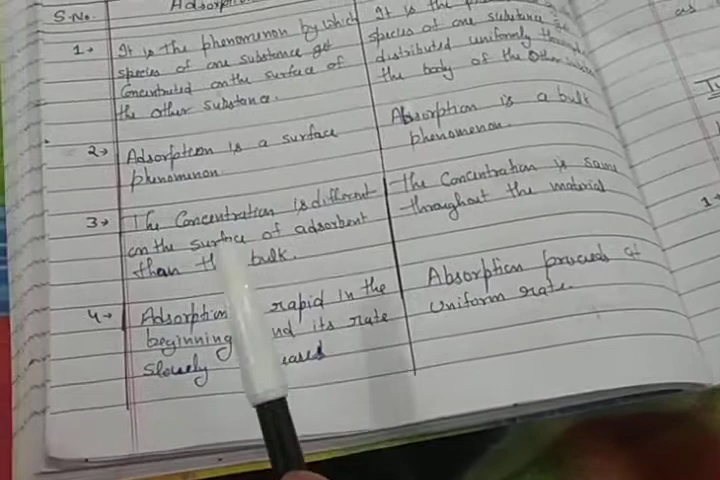 S.No.
1→ It is the phenomenon by which
species of one substance get
Concentrated on the surface of
the other substance.
It is the
species of one substance
distributed uniformly
the body of the other
2→ Adsorption is a surface
phenomenon
Absorption is a bulk
phenomenon.
3→ The Concentration is different
on the surface of adsorbent
than bulk.
The Concentration is same
throughout the material
4→ Adsorption rapid in the
beginning its rate
slowly
Absorption proceeds at
uniform rate.
as